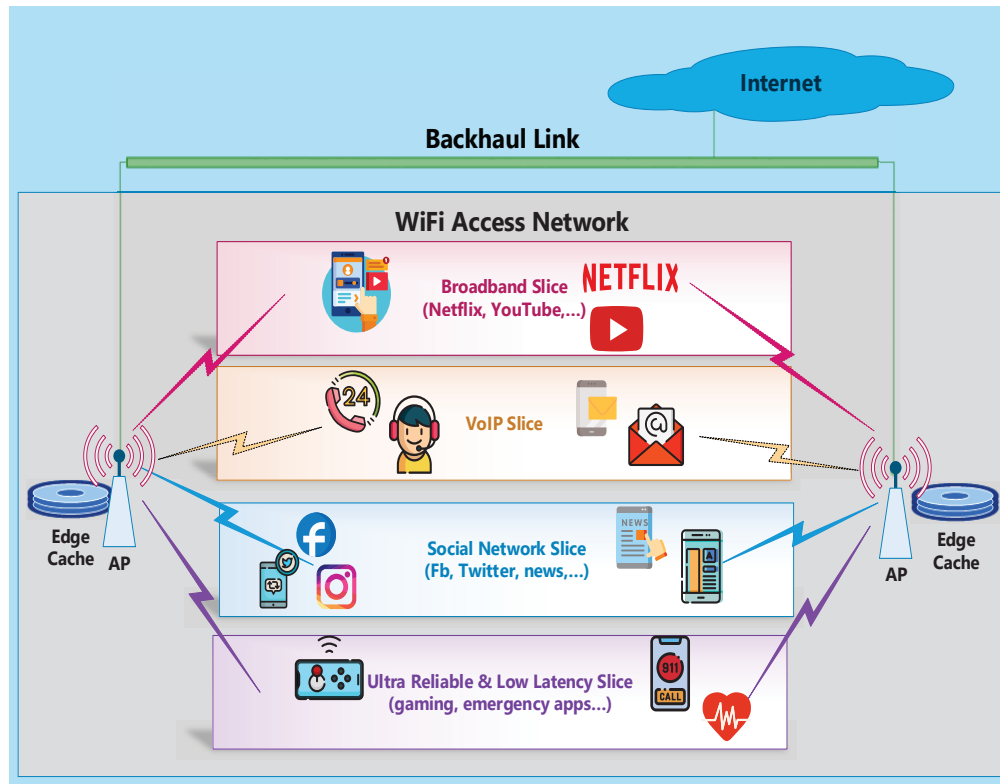 Internet
Backhaul Link
WiFi Access Network
NETFLIX
Broadband Slice
(Netflix, YouTube,...)
24
VoIP Slice
@
Edge
Cache
AP
NEWS
A
Social Network Slice
(Fb, Twitter, news,...)
f
AP
Edge
Cache
911
CALL
Ultra Reliable & Low Latency Slice
(gaming, emergency apps...)